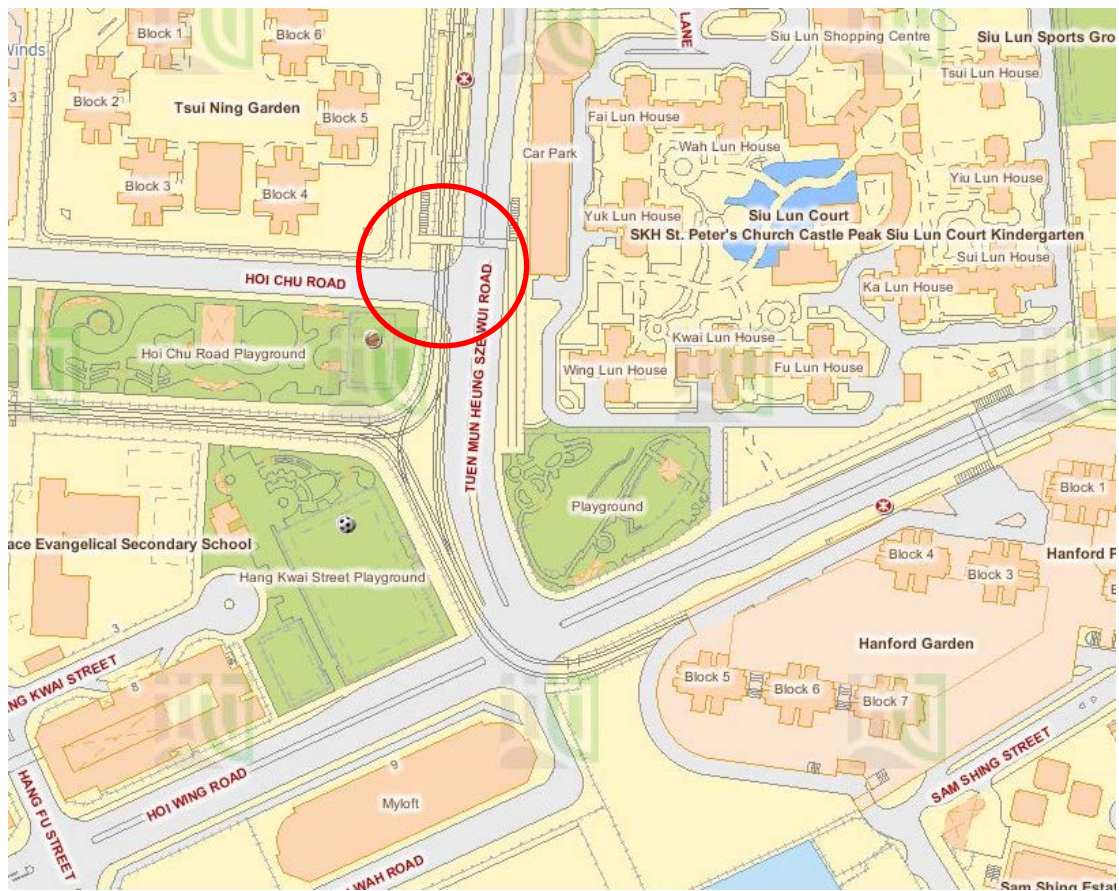 Block 1
Block 6
LANE
Siu Lun Shopping Centre
Siu Lun Sports Gro
Winds
Tsui Lun House
Block 2
Tsui Ning Garden
Block 5
Fai Lun House
Car Park
Wah Lun House
Yiu Lun House
3
Block 3
Block 4
Yuk Lun House
Siu Lun Court
SKH St. Peter's Church Castle Peak Siu Lun Court Kindergarten
Sui Lun House
HOI CHU ROAD
Ka Lun House
TUEN MUN HEUNG SZE WUI ROAD
Hoi Chu Road Playground
Kwai Lun House
Wing Lun House
Fu Lun House
Block 1
Playground
ace Evangelical Secondary School
Block 4
Hanford P
Block 3
Hang Kwai Street Playground
3
Hanford Garden
NG KWAI STREET
8
Block 5
Block 6
Block 7
HANG FU STREET
HOI WING ROAD
9
Myloft
SAM SHING STREET
WAH ROAD
Sam Shing Estat